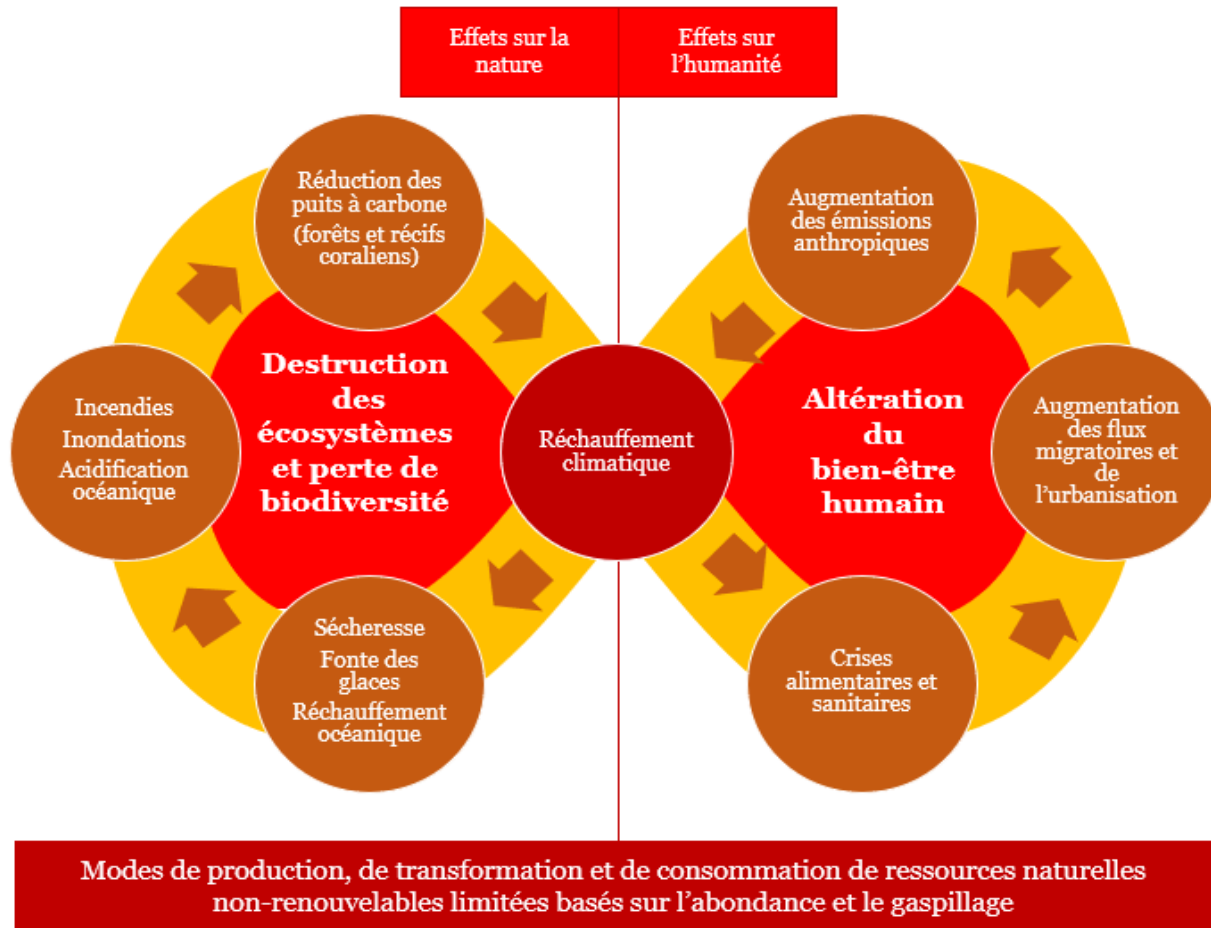 Effets sur la
nature
Effets sur
l'humanité
Réduction des
puits à carbone
(forêts et récifs
coraliens)
Augmentation
des émissions
anthropiques
Incendies
Inondations
Acidification
océanique
Destruction
des
écosystèmes
et perte de
biodiversité
Réchauffement
climatique
Altération
du
bien-être
humain
Augmentation
des flux
migratoires et
de
l'urbanisation
Sécheresse
Fonte des
glaces
Réchauffement
océanique
Crises
alimentaires et
sanitaires
Modes de production, de transformation et de consommation de ressources naturelles
non-renouvelables limitées basés sur l'abondance et le gaspillage